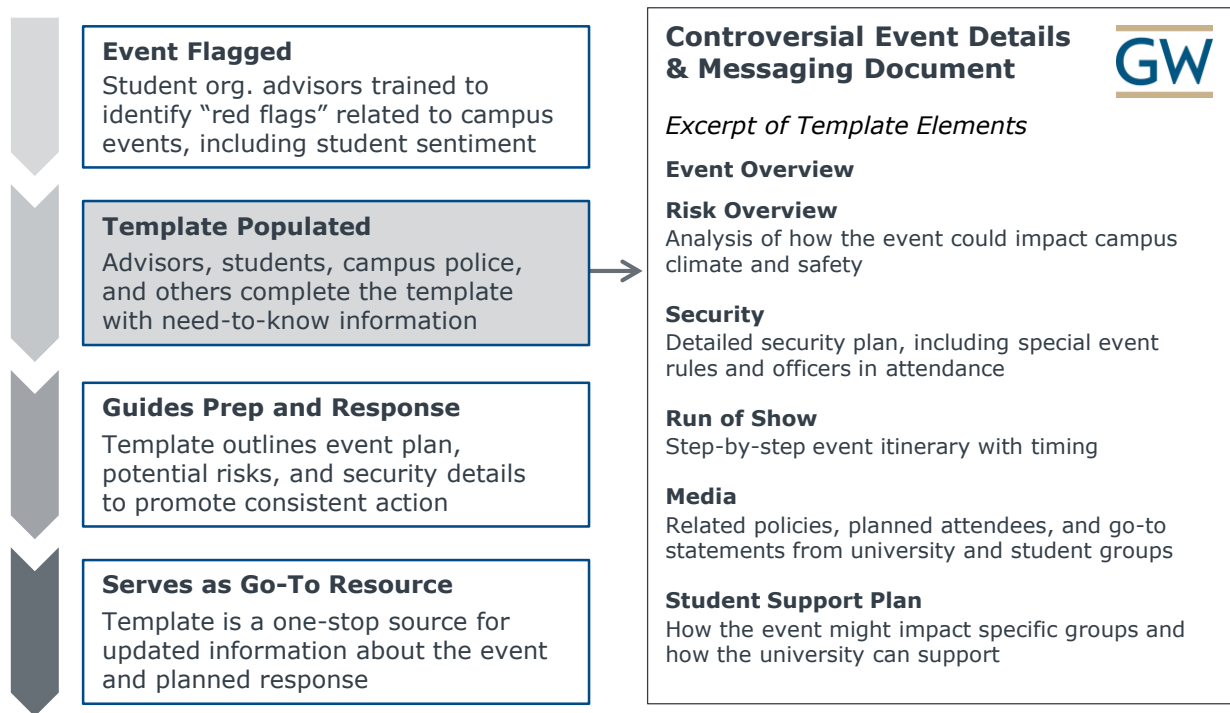 Event Flagged
Student org. advisors trained to
identify “red flags” related to campus
events, including student sentiment
Template Populated
Advisors, students, campus police,
and others complete the template
with need-to-know information
Guides Prep and Response
Template outlines event plan,
potential risks, and security details
to promote consistent action
Serves as Go-To Resource
Template is a one-stop source for
updated information about the event
and planned response
Controversial Event Details
& Messaging Document
GW
Excerpt of Template Elements
Event Overview
Risk Overview
Analysis of how the event could impact campus
climate and safety
Security
Detailed security plan, including special event
rules and officers in attendance
Run of Show
Step-by-step event itinerary with timing
Media
Related policies, planned attendees, and go-to
statements from university and student groups
Student Support Plan
How the event might impact specific groups and
how the university can support